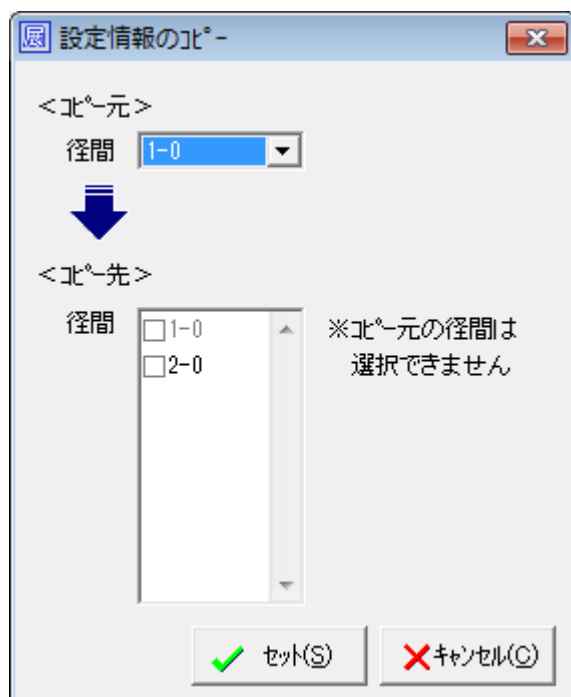 展 設定情報のｺﾋﾟｰ
<ｺﾋﾟｰ元>
径間 1-0
<ｺﾋﾟｰ先>
径間
1-0
2-0
※ｺﾋﾟｰ元の径間は
選択できません
ｾｯﾄ(S)
ｷｬﾝｾﾙ(C)